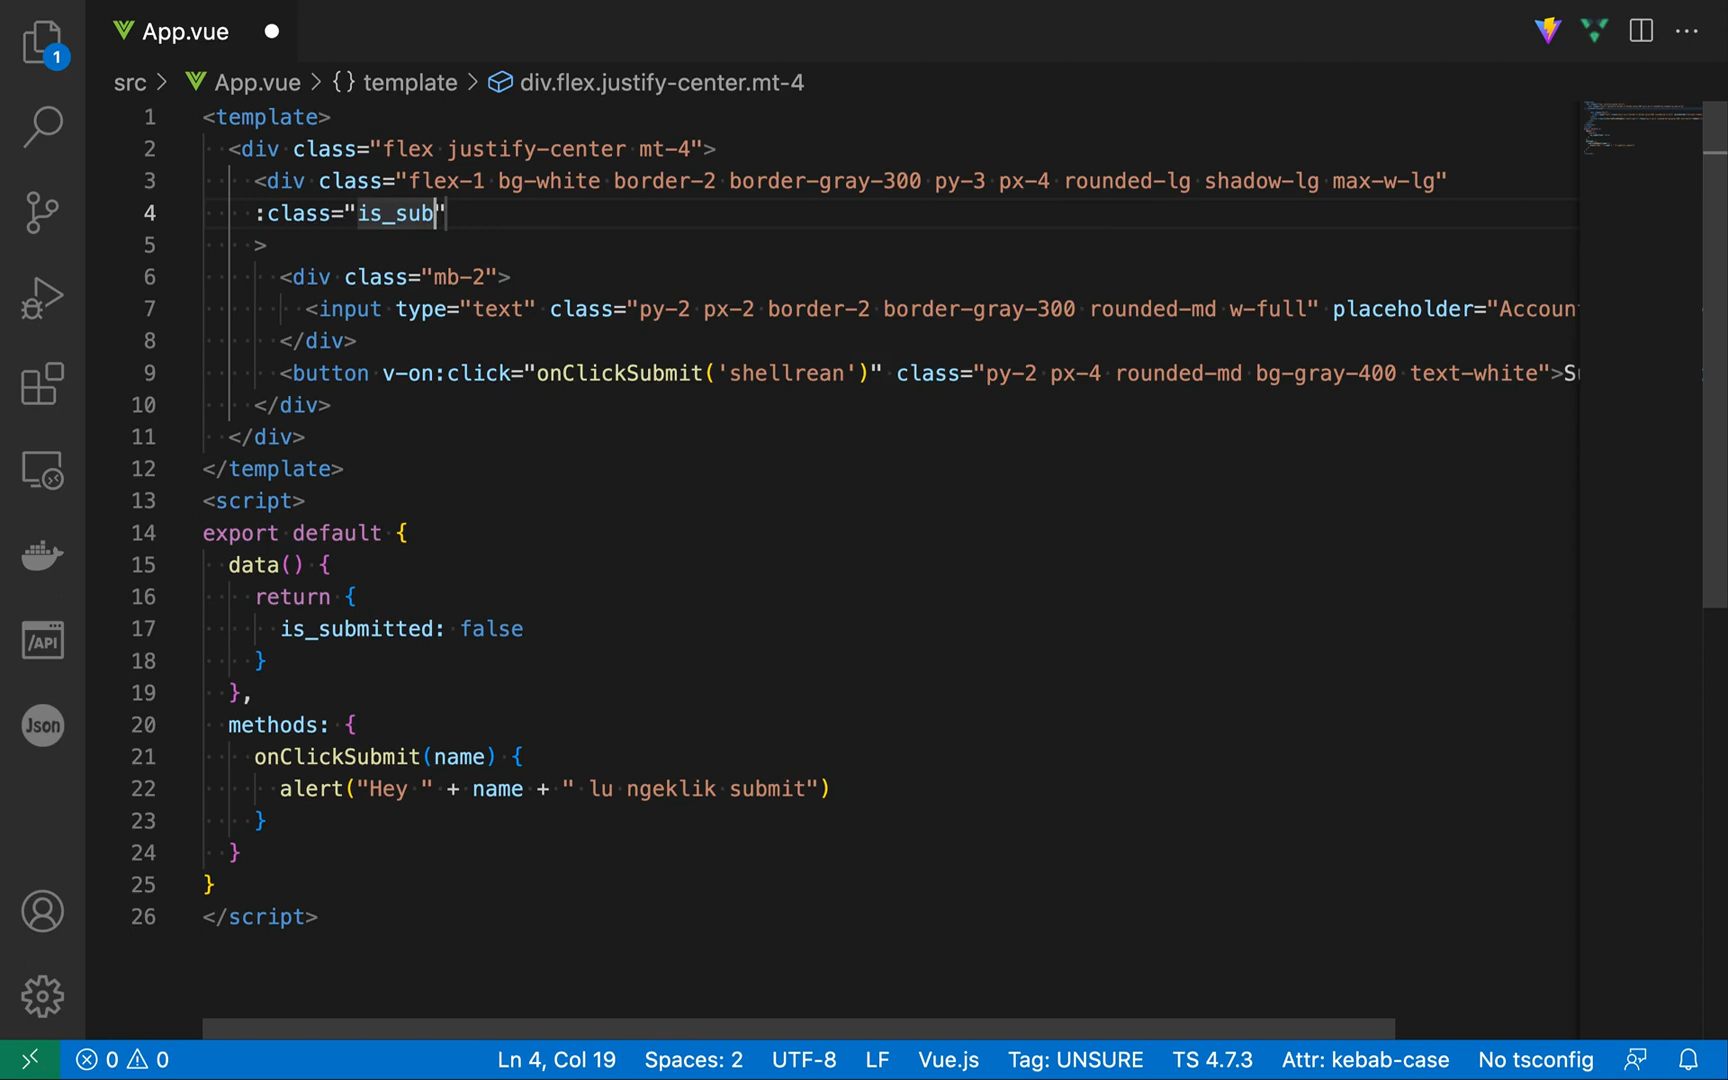 App.vue
1
src > App.vue > {} template > div.flex.justify-center.mt-4
1 <template>
2 <div class="flex justify-center mt-4">
3 <div class="flex-1 bg-white border-2 border-gray-300 py-3 px-4 rounded-lg shadow-lg max-w-lg"
4 :class="is_sub"
5 >
6 <div class="mb-2">
7 <input type="text" class="py-2 px-2 border-2 border-gray-300 rounded-md w-full" placeholder="Accoun
8 </div>
9 <button v-on:click="onClickSubmit('shellrean')" class="py-2 px-4 rounded-md bg-gray-400 text-white">S
10 </div>
11 </div>
12 </template>
13 <script>
14 export default {
15 data() {
16 return {
17 is_submitted: false
18 }
19 },
20 methods: {
21 onClickSubmit(name) {
22 alert("Hey " + name + " lu ngeklik submit")
23 }
24 }
25 }
26 </script>
/API
Json
0 0 Ln 4, Col 19 Spaces: 2 UTF-8 LF Vue.js Tag: UNSURE TS 4.7.3 Attr: kebab-case No tsconfig